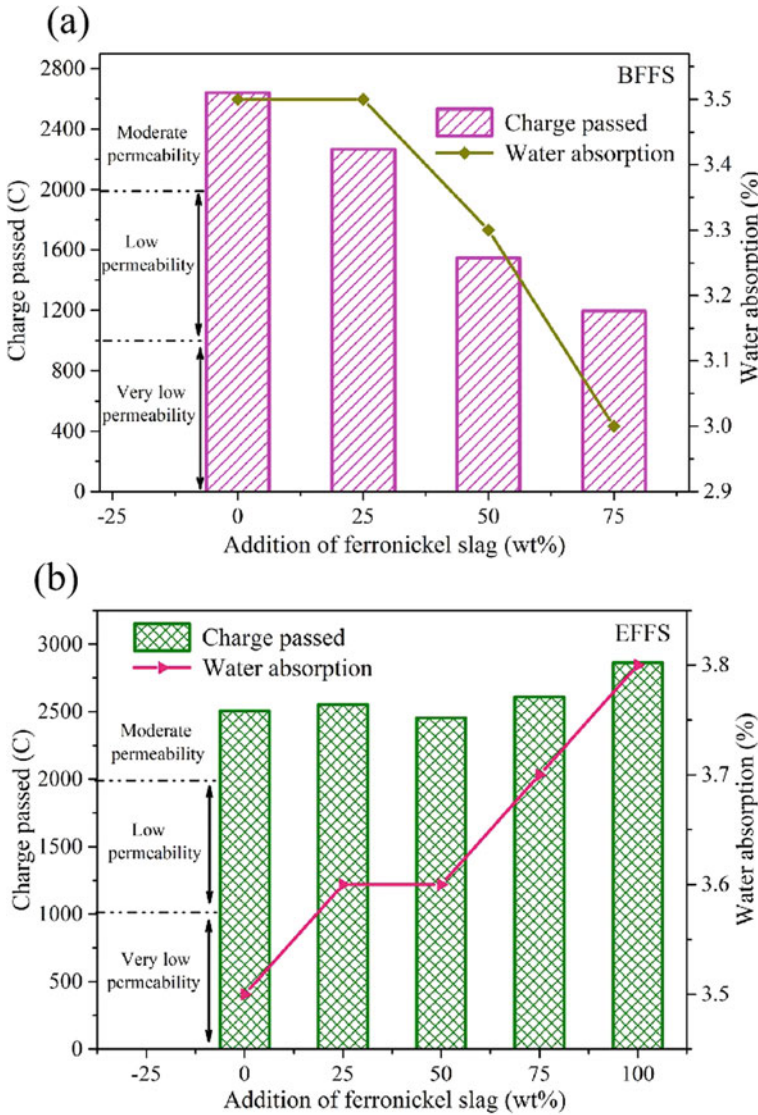 (a)
BFFS
Charge passed
Water absorption
Moderate
permeability
Low
permeability
Very low
permeability
Charge passed (C)
2800
2400
2000
1600
1200
800
400
0
Water absorption (%)
3.5
3.4
3.3
3.2
3.1
3.0
2.9
-25
0
25
50
75
Addition of ferronickel slag (wt%)
(b)
EFFS
Charge passed
Water absorption
Moderate
permeability
Low
permeability
Very low
permeability
Charge passed (C)
3000
2500
2000
1500
1000
500
0
Water absorption (%)
3.8
3.7
3.6
3.5
-25
0
25
50
75
100
Addition of ferronickel slag (wt%)